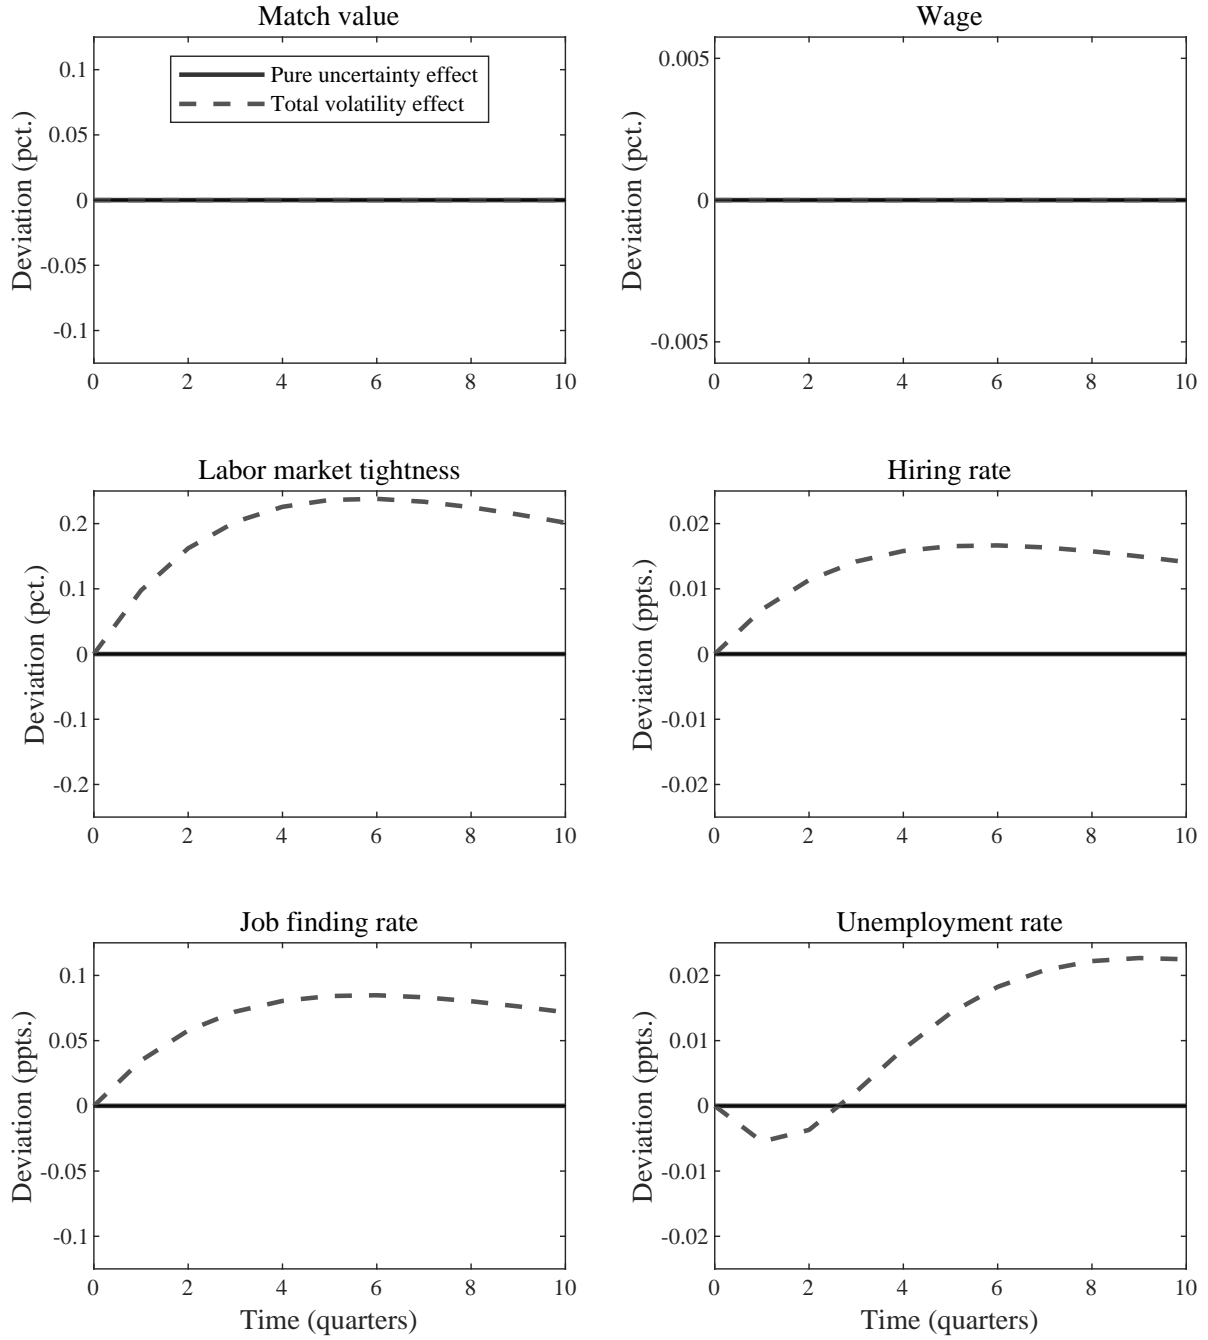 Match value
Deviation (pct.)
0.1
0.05
0
-0.05
-0.1
Pure uncertainty effect
Total volatility effect
0 2 4 6 8 10
Wage
Deviation (pct.)
0.005
0
-0.005
0 2 4 6 8 10
Labor market tightness
Deviation (pct.)
0.2
0.1
0
-0.1
-0.2
0 2 4 6 8 10
Hiring rate
Deviation (ppts.)
0.02
0.01
0
-0.01
-0.02
0 2 4 6 8 10
Job finding rate
Deviation (ppts.)
0.1
0.05
0
-0.05
-0.1
0 2 4 6 8 10
Time (quarters)
Unemployment rate
Deviation (ppts.)
0.02
0.01
0
-0.01
-0.02
0 2 4 6 8 10
Time (quarters)